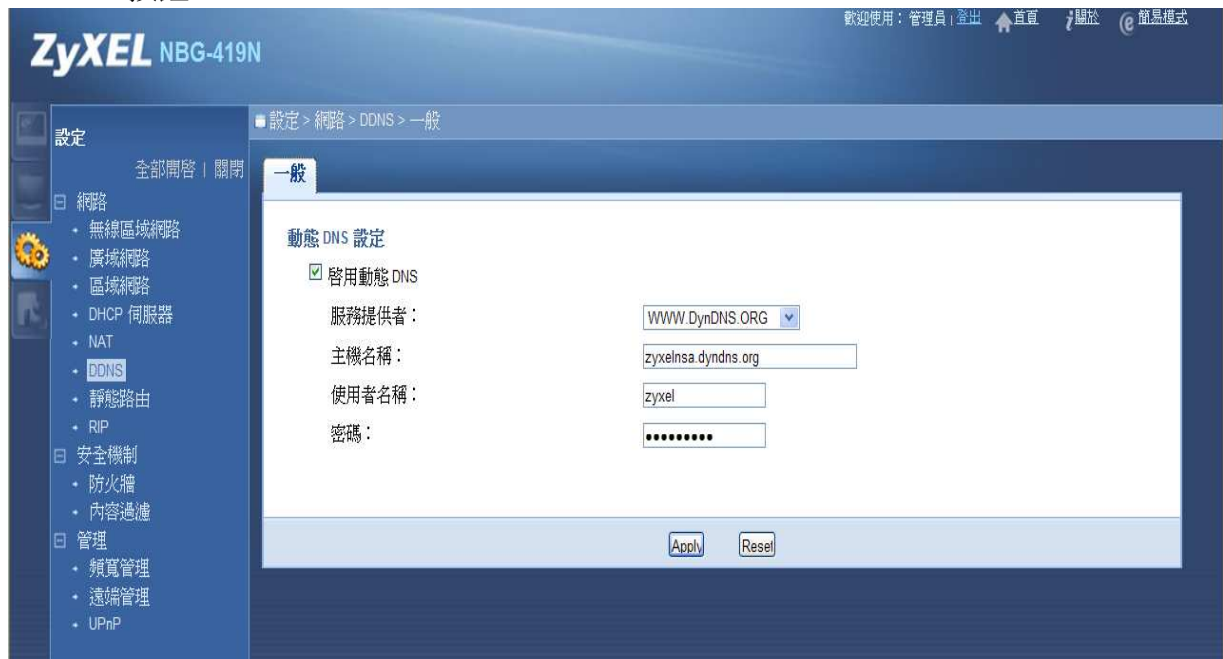 ZyXEL NBG-419N
歡迎使用：管理員 | 登出 首頁 關於 簡易模式
設定 > 網路 > DDNS > 一般
設定
全部開啓 | 關閉
網路
無線區域網路
廣域網路
區域網路
DHCP 伺服器
NAT
DDNS
靜態路由
RIP
安全機制
防火牆
內容過濾
管理
頻寬管理
遠端管理
UPnP
一般
動態 DNS 設定
啓用動態 DNS
服務提供者： WWW.DynDNS.ORG
主機名稱： zyxelnsa.dyndns.org
使用者名稱： zyxel
密碼： •••••••••
Apply Reset